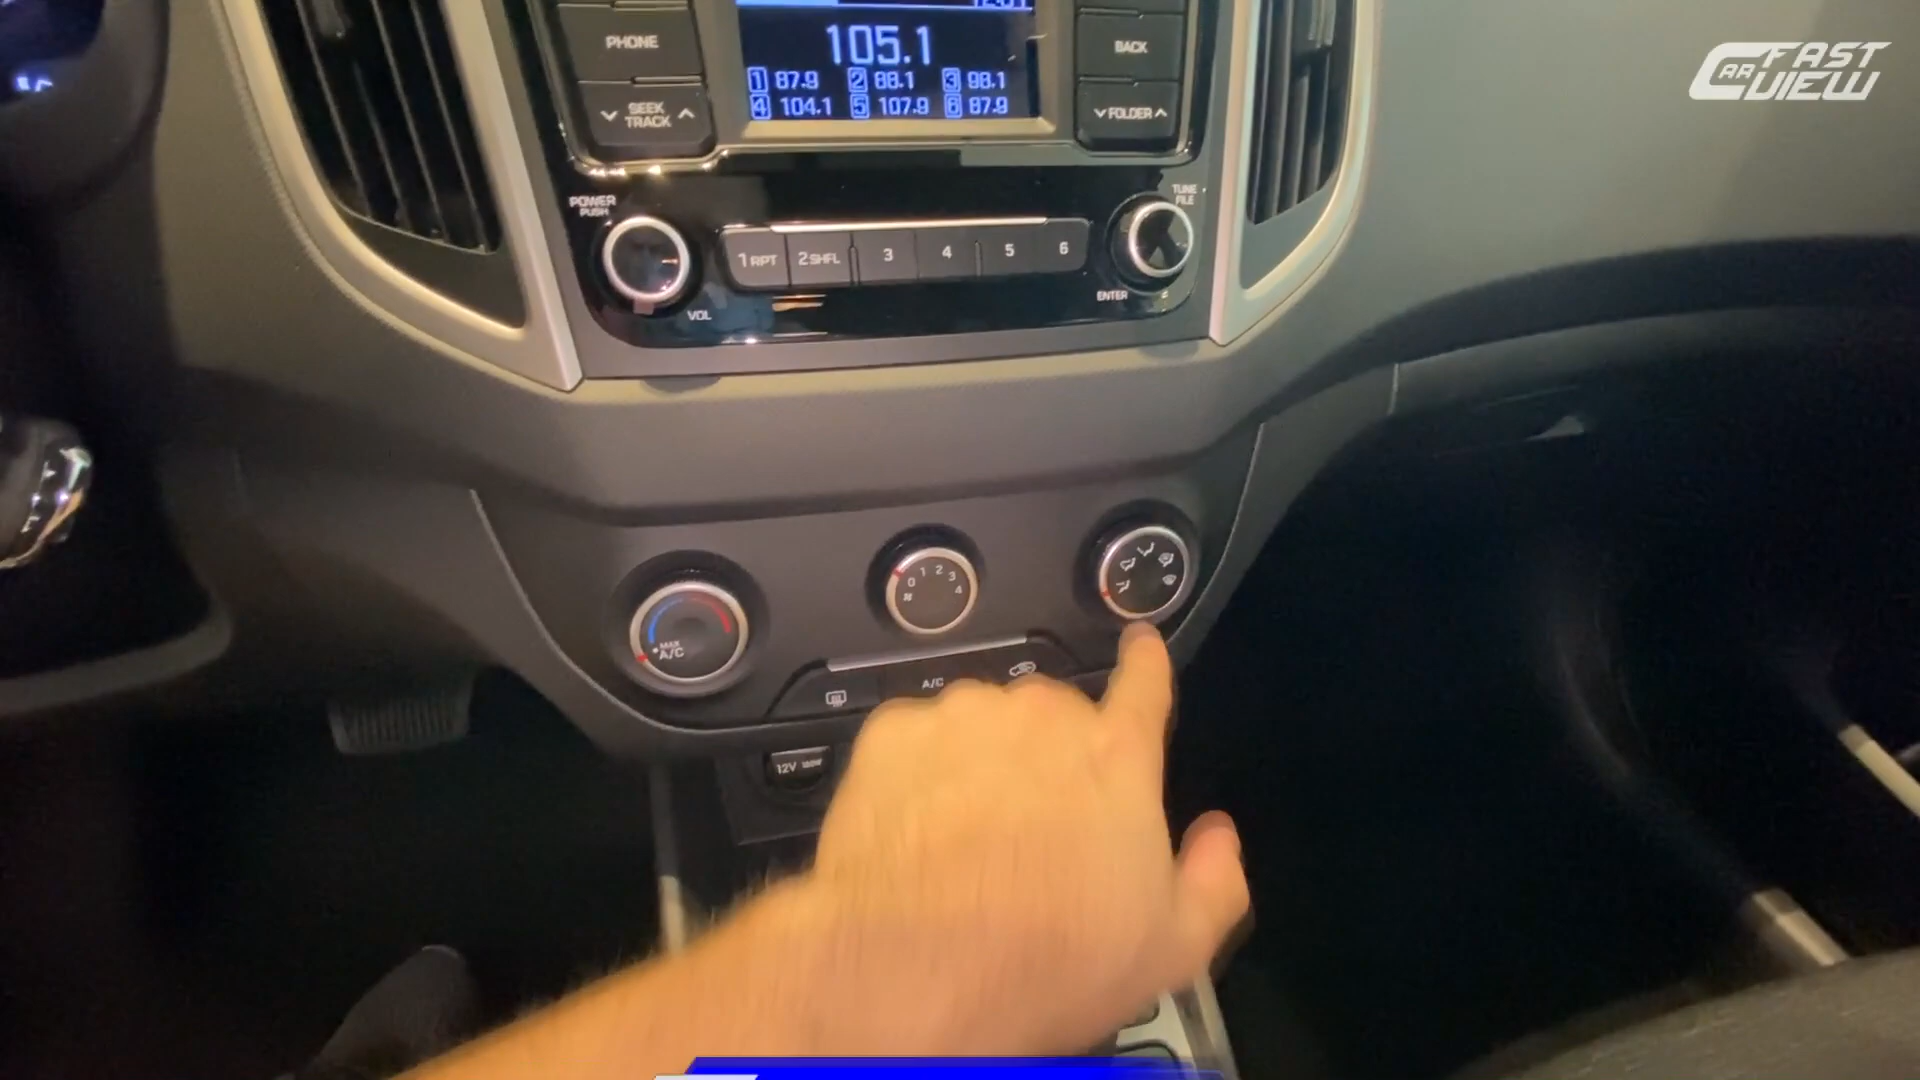 PHONE
SEEK
TRACK
105.1
1 87.9 2 88.1 3 98.1
4 104.1 5 107.9 6 87.9
BACK
FOLDER
FAST
CAR VIEW
POWER
PUSH
VOL
1 RPT
2 SHFL
3
4
5
6
TUNE
FILE
ENTER
MAX
A/C
0 1 2 3 4
A/C
12V 180W